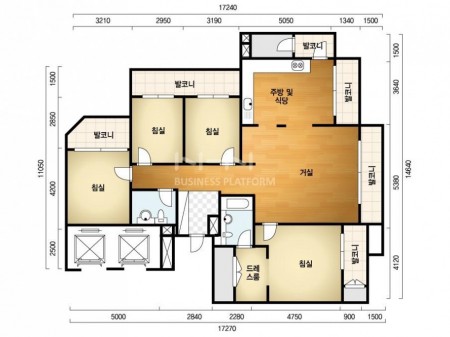 17240
3210 2950 3190 5050 1340 1500
발코니
1500
주방 및
식당
발코니
3640
발코니
2850
발코니
침실
침실
11050
14640
침실
4200
거실
발코니
5380
BUSINESS PLATFORM
2500
드레
스룸
침실
발코니
4120
5000 2840 2280 4750 900 1500
17270